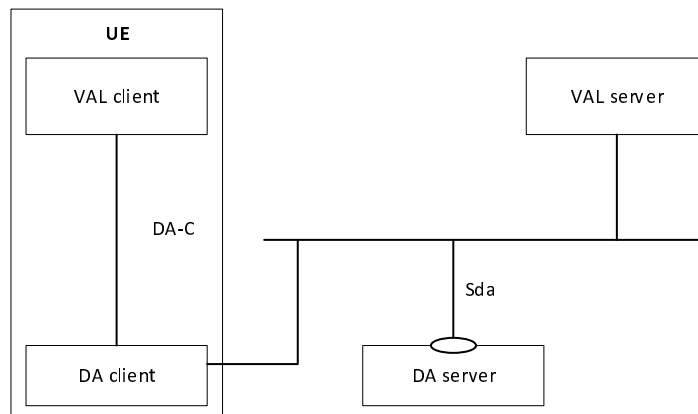 UE
VAL client
VAL server
DA-C
Sda
DA client
DA server